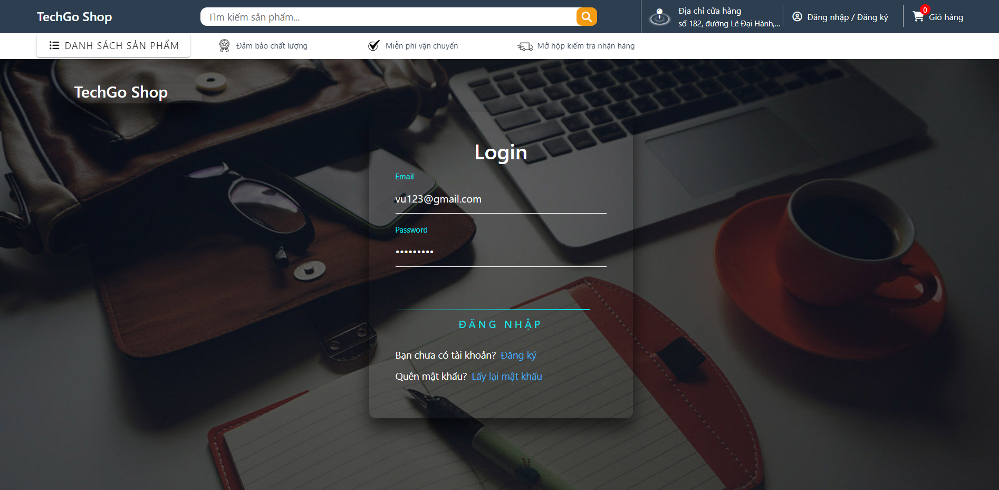 TechGo Shop
Tìm kiếm sản phẩm...
Địa chỉ cửa hàng
số 182, đường Lê Đại Hành,...
Đăng nhập / Đăng ký
0
Giỏ hàng
DANH SÁCH SẢN PHẨM
Đảm bảo chất lượng
Miễn phí vận chuyển
Mở hộp kiểm tra nhận hàng
TechGo Shop
Login
Email
vu123@gmail.com
Password
•••••••••
ĐĂNG NHẬP
Bạn chưa có tài khoản? Đăng ký
Quên mật khẩu? Lấy lại mật khẩu